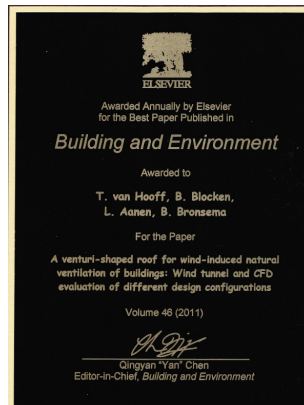 ELSEVIER
Awarded Annually by Elsevier
for the Best Paper Published in
Building and Environment
Awarded to
T. van Hooff, B. Blocken,
L. Aanen, B. Bronsema
For the Paper
A venturi-shaped roof for wind-induced natural
ventilation of buildings: Wind tunnel and CFD
evaluation of different design configurations
Volume 46 (2011)
Qingyan "Yan" Chen
Editor-in-Chief, Building and Environment